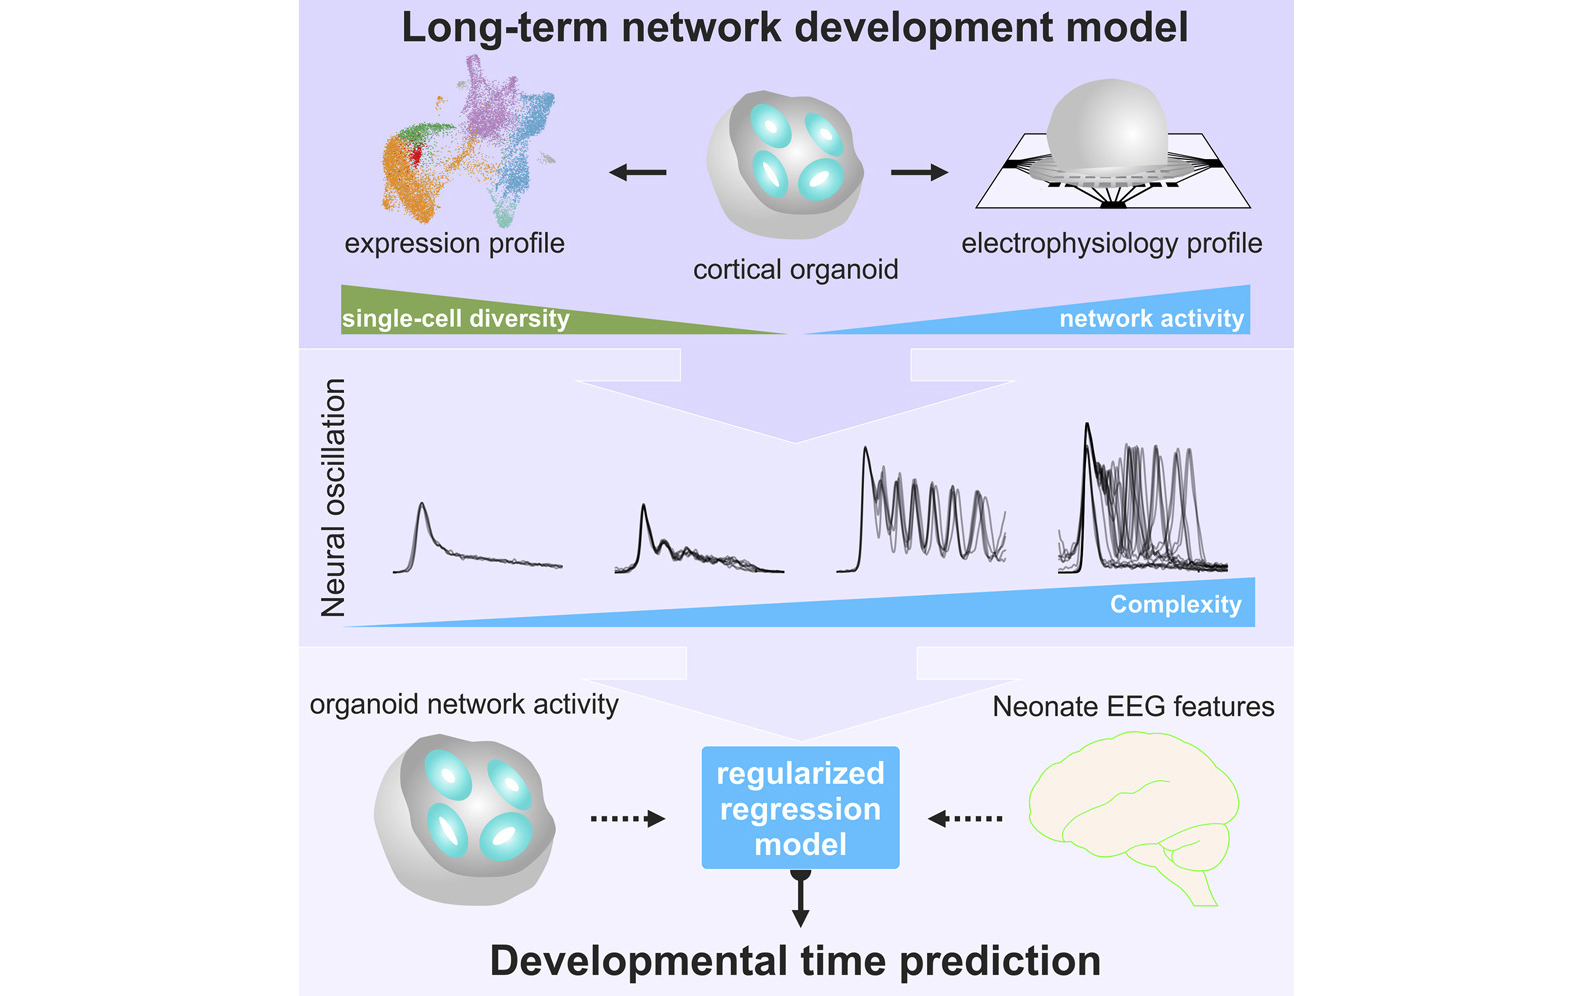 Long-term network development model
expression profile
cortical organoid
electrophysiology profile
single-cell diversity
network activity
Neural oscillation
Complexity
organoid network activity
Neonate EEG features
regularized
regression
model
Developmental time prediction